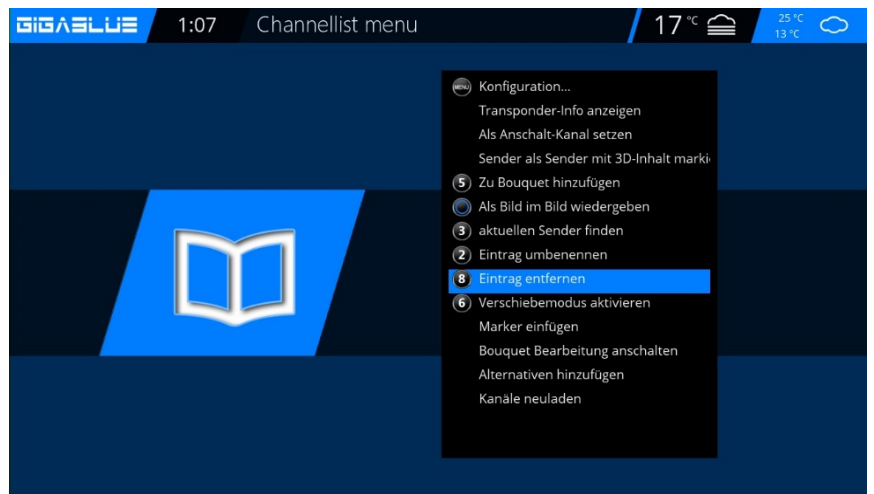 GIGABLUE 1:07 Channellist menu 17 °C 25 °C
13 °C
MENU Konfiguration...
Transponder-Info anzeigen
Als Anschalt-Kanal setzen
Sender als Sender mit 3D-Inhalt marki
5 Zu Bouquet hinzufügen
Als Bild im Bild wiedergeben
3 aktuellen Sender finden
2 Eintrag umbenennen
8 Eintrag entfernen
6 Verschiebemodus aktivieren
Marker einfügen
Bouquet Bearbeitung anschalten
Alternativen hinzufügen
Kanäle neuladen